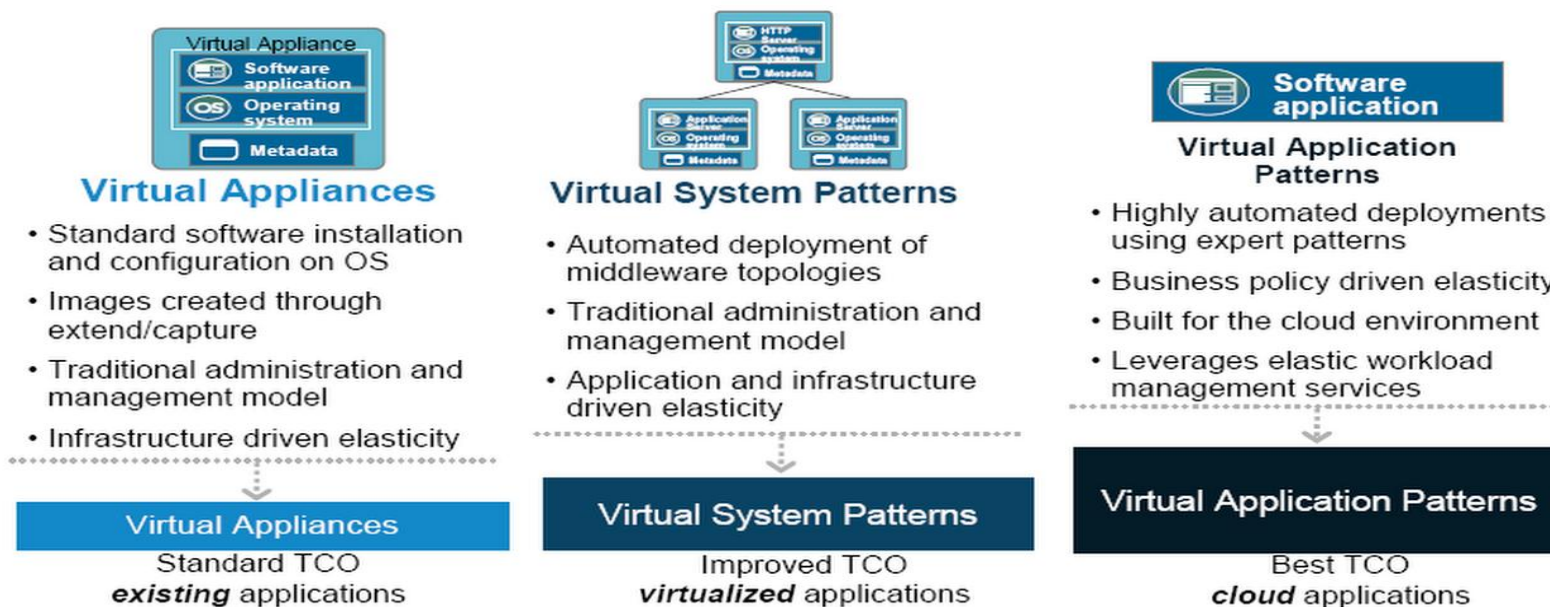 Virtual Appliance
Software
application
OS Operating
system
Metadata
Virtual Appliances
• Standard software installation
and configuration on OS
• Images created through
extend/capture
• Traditional administration and
management model
• Infrastructure driven elasticity
Virtual Appliances
Standard TCO
existing applications
HTTP
Server
OS Operating
system
Metadata
Application
Server
OS Operating
system
Metadata
Application
Server
OS Operating
system
Metadata
Virtual System Patterns
• Automated deployment of
middleware topologies
• Traditional administration and
management model
• Application and infrastructure
driven elasticity
Virtual System Patterns
Improved TCO
virtualized applications
Software
application
Virtual Application
Patterns
• Highly automated deployments
using expert patterns
• Business policy driven elasticity
• Built for the cloud environment
• Leverages elastic workload
management services
Virtual Application Patterns
Best TCO
cloud applications